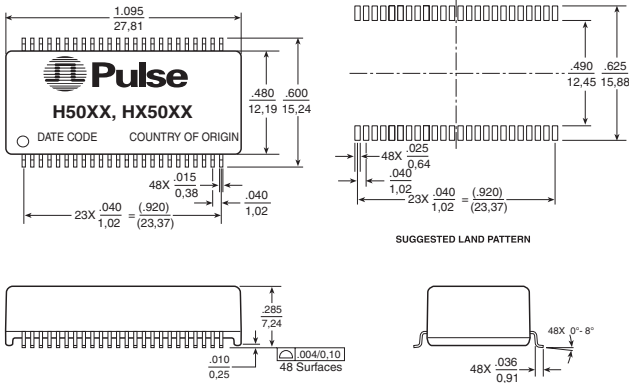 1.095
27,81
Pulse
H50XX, HX50XX
DATE CODE COUNTRY OF ORIGIN
.480
12,19
.600
15,24
48X .015
0,38
.040
1,02
23X .040 = (.920)
1,02 (23,37)
.490
12,45
.625
15,88
48X .025
0,64
.040
1,02
23X .040 = (.920)
1,02 (23,37)
SUGGESTED LAND PATTERN
.285
7,24
.010
0,25
.004/0,10
48 Surfaces
48X 0°- 8°
48X .036
0,91